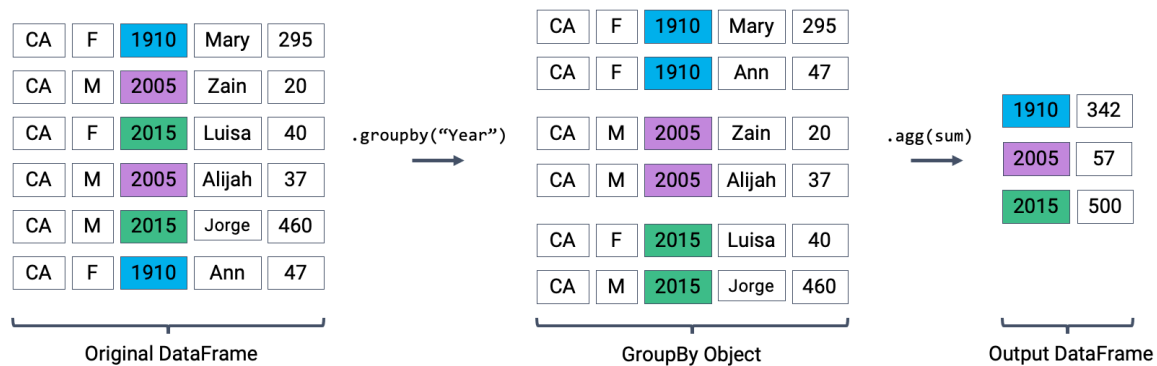 CA F 1910 Mary 295
CA M 2005 Zain 20
CA F 2015 Luisa 40
CA M 2005 Alijah 37
CA M 2015 Jorge 460
CA F 1910 Ann 47
Original DataFrame
.groupby(“Year”)
CA F 1910 Mary 295
CA F 1910 Ann 47
CA M 2005 Zain 20
CA M 2005 Alijah 37
CA F 2015 Luisa 40
CA M 2015 Jorge 460
GroupBy Object
.agg(sum)
1910 342
2005 57
2015 500
Output DataFrame